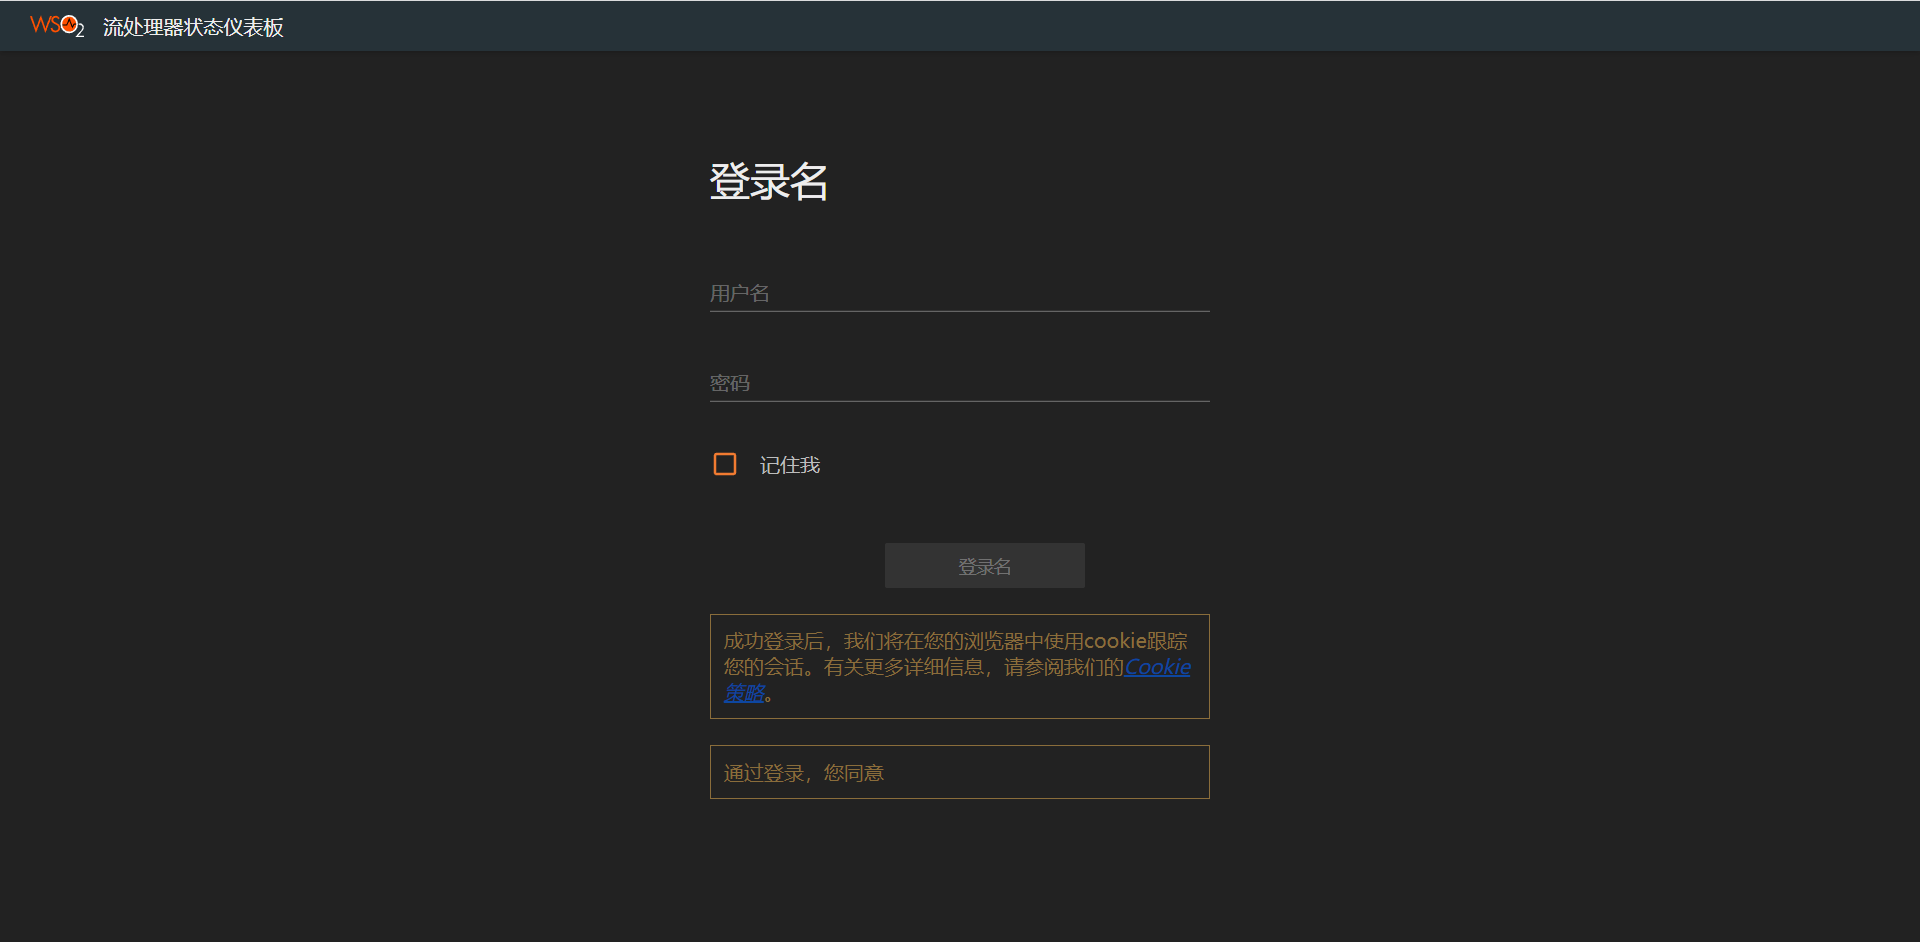 WSO2 流处理器状态仪表板
登录名
用户名
密码
记住我
登录名
成功登录后，我们将在您的浏览器中使用cookie跟踪
您的会话。有关更多详细信息，请参阅我们的Cookie
策略。
通过登录，您同意